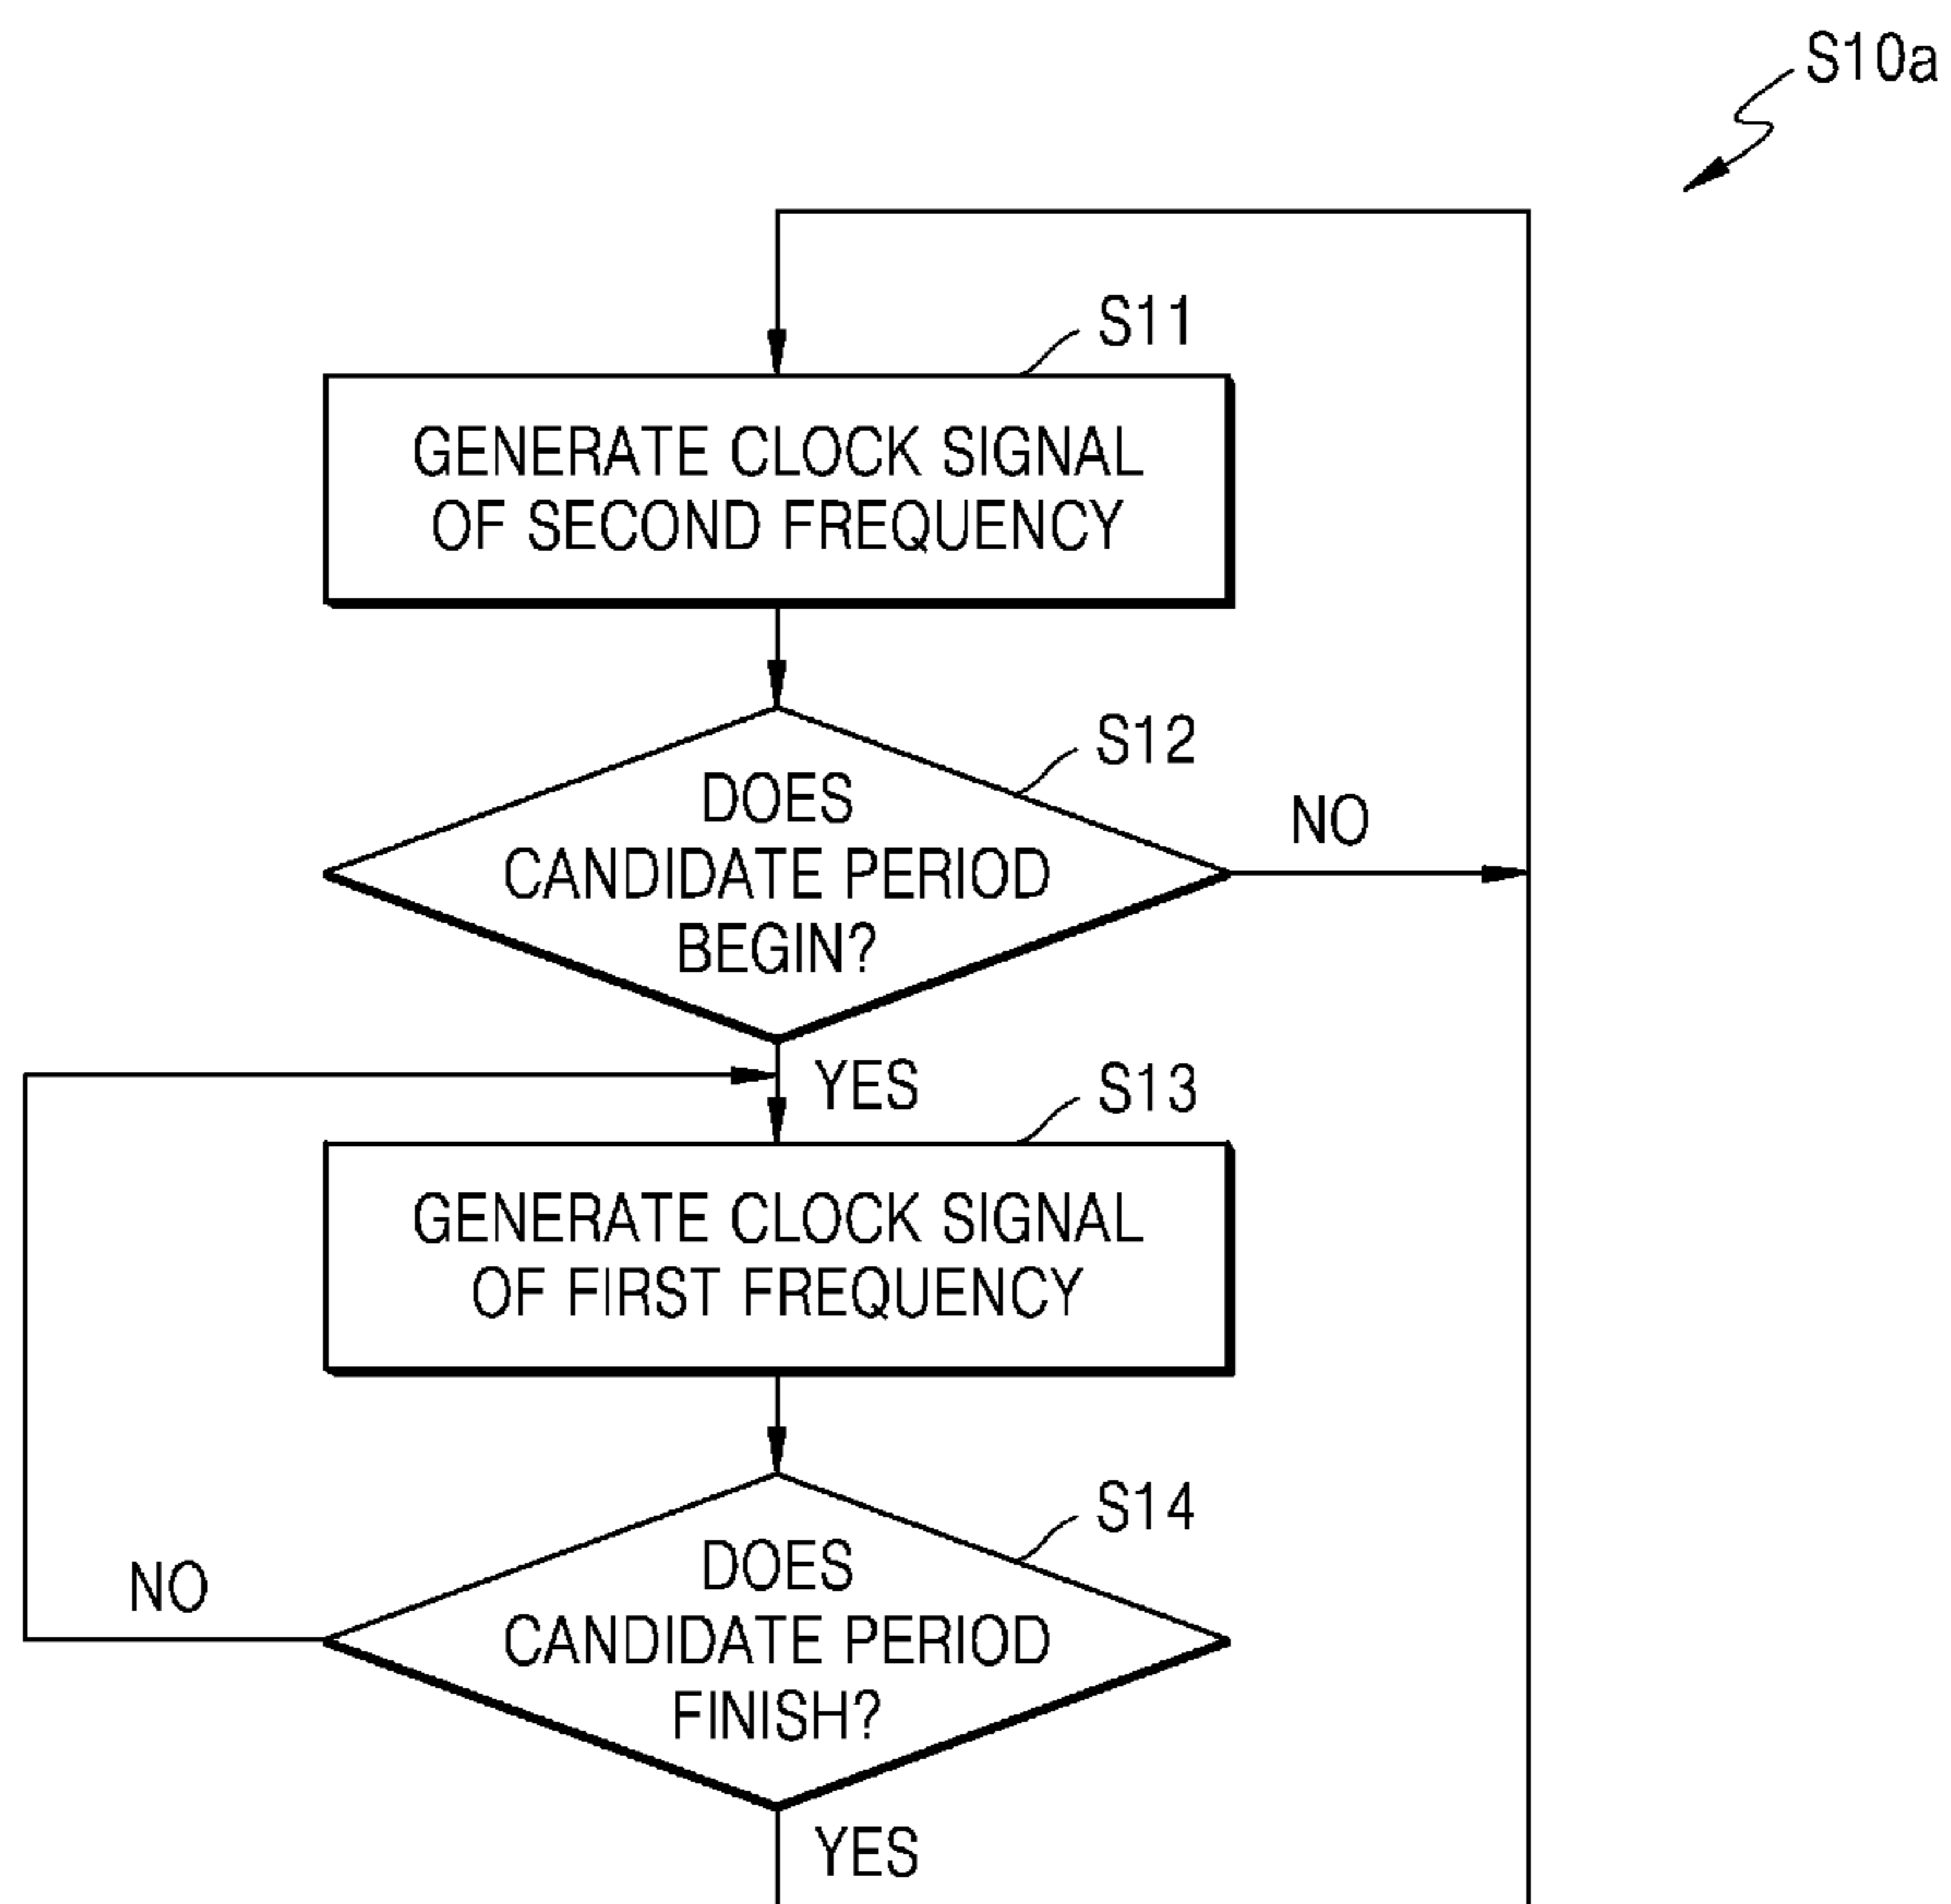 S10a
S11
GENERATE CLOCK SIGNAL
OF SECOND FREQUENCY
S12
DOES
CANDIDATE PERIOD
BEGIN?
NO
YES
S13
GENERATE CLOCK SIGNAL
OF FIRST FREQUENCY
S14
DOES
CANDIDATE PERIOD
FINISH?
NO
YES